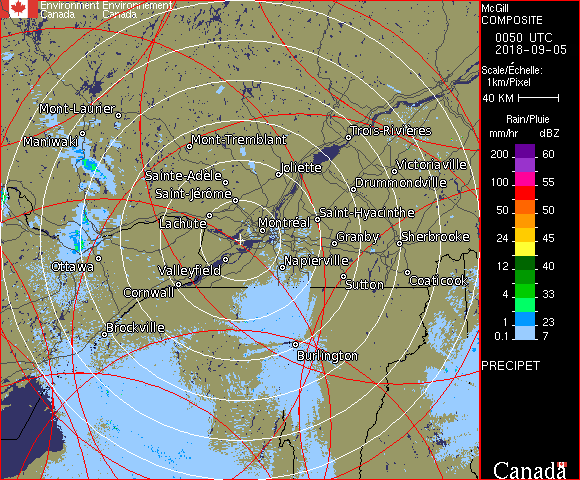 Environment Environnement
Canada Canada
McGill
COMPOSITE
0050 UTC
2018-09-05
Scale/Échelle:
1km/Pixel
40 KM
Rain/Pluie
mm/hr dBZ
200 60
100 55
50 50
24 45
12 40
4 33
1 23
0.1 7
PRECIPET
Canada
Mont-Laurier
Maniwaki
Mont-Tremblant
Trois-Rivières
Sainte-Adèle
Joliette
Victoriaville
Saint-Jérôme
Drummondville
Lachute
Montréal
Saint-Hyacinthe
Granby
Sherbrooke
Ottawa
Valleyfield
Napierville
Cornwall
Sutton
Coaticook
Brockville
Burlington